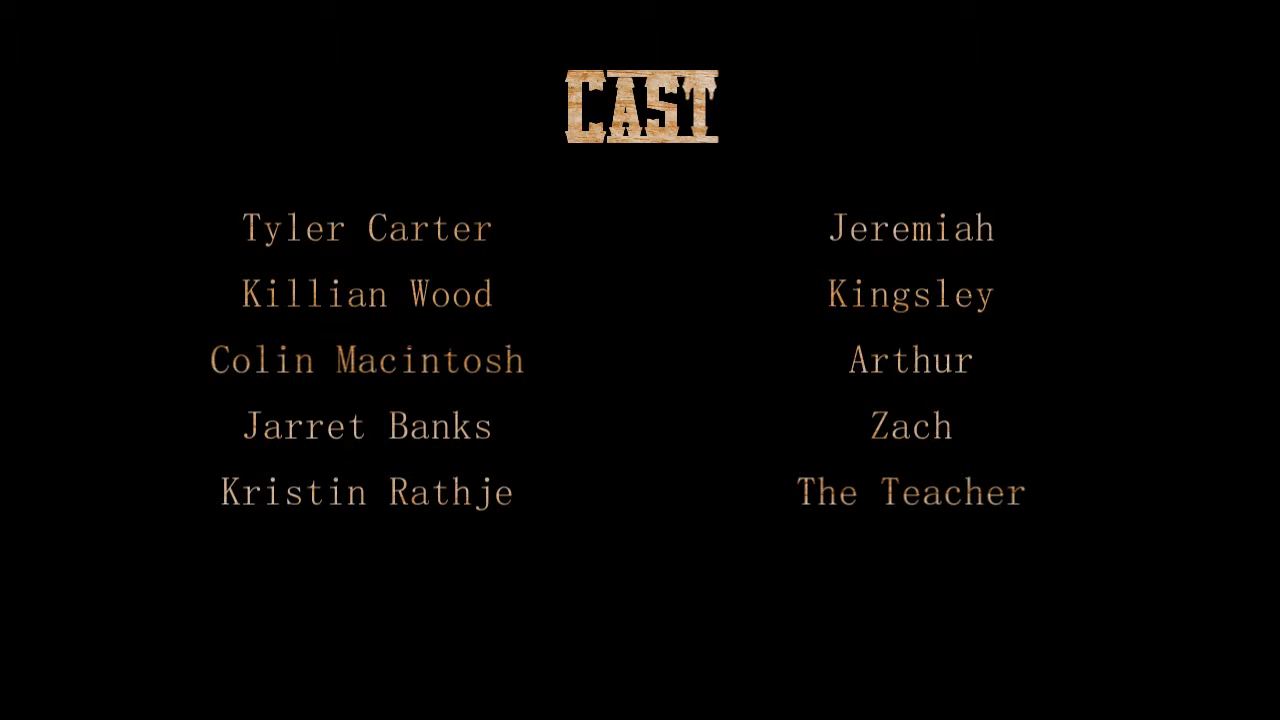 CAST
Tyler Carter Jeremiah
Killian Wood Kingsley
Colin Macintosh Arthur
Jarret Banks Zach
Kristin Rathje The Teacher